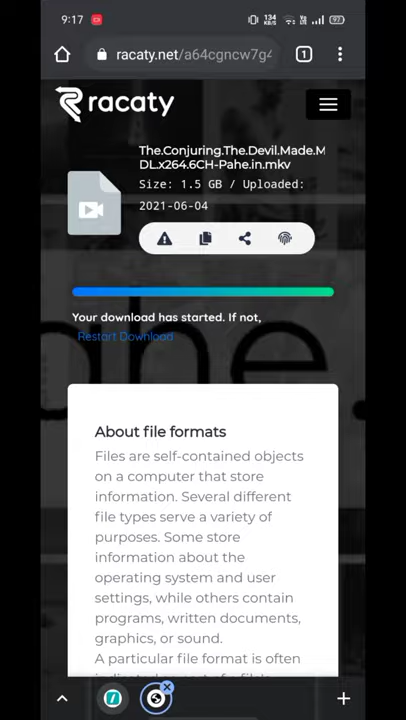 9:17
134
KB/S
97
racaty.net/a64cgncw7g4
1
racaty
The.Conjuring.The.Devil.Made.M
DL.x264.6CH-Pahe.in.mkv
Size: 1.5 GB / Uploaded:
2021-06-04
Your download has started. If not,
Restart Download
About file formats
Files are self-contained objects
on a computer that store
information. Several different
file types serve a variety of
purposes. Some store
information about the
operating system and user
settings, while others contain
programs, written documents,
graphics, or sound.
A particular file format is often